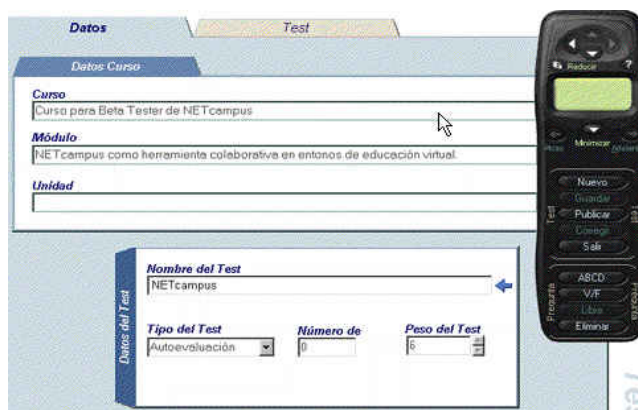 Datos
Test
Datos Curso
Curso
Curso para Beta Tester de NETcampus
Módulo
NETcampus como herramienta colaborativa en entonos de educación virtual.
Unidad
Datos del Test
Nombre del Test
NETcampus
Tipo del Test
Número de
Peso del Test
Autoevaluación
0
6
?
Reducir
Minimizar
Test
Nuevo
Guardar
Publicar
Corregir
Salir
Test
Pregunta
ABCD
V/F
Libre
Eliminar
Pregunta